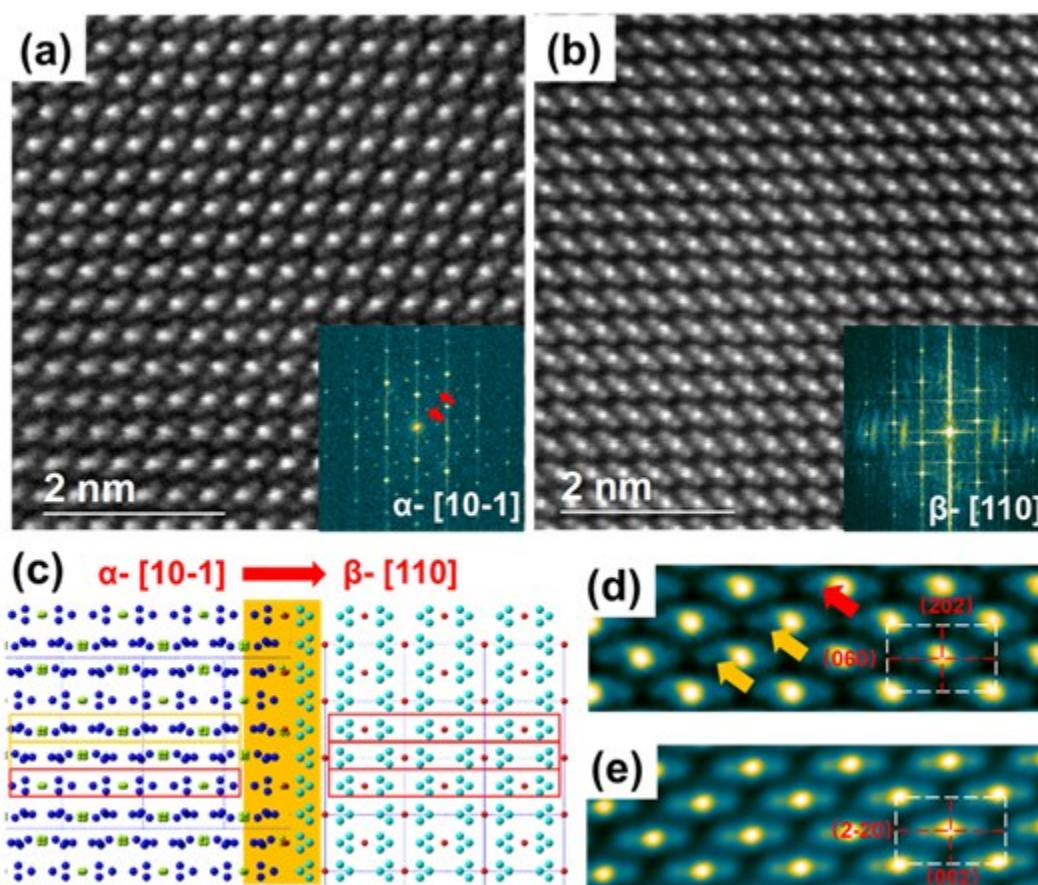 (a)
(b)
2 nm
α- [10-1]
2 nm
β- [110]
(c)
α- [10-1]
β- [110]
(d)
(202)
(060)
(e)
(2-20)
(002)